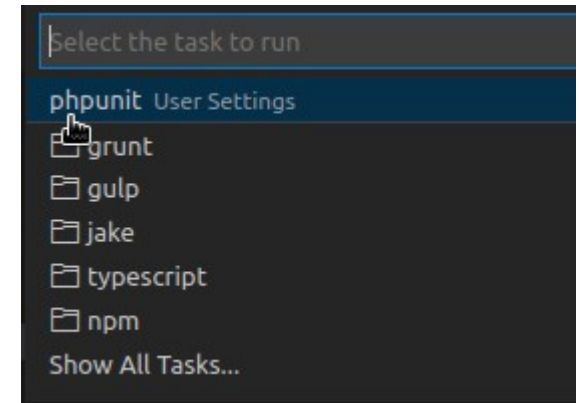 Select the task to run
phpunit User Settings
grunt
gulp
jake
typescript
npm
Show All Tasks...